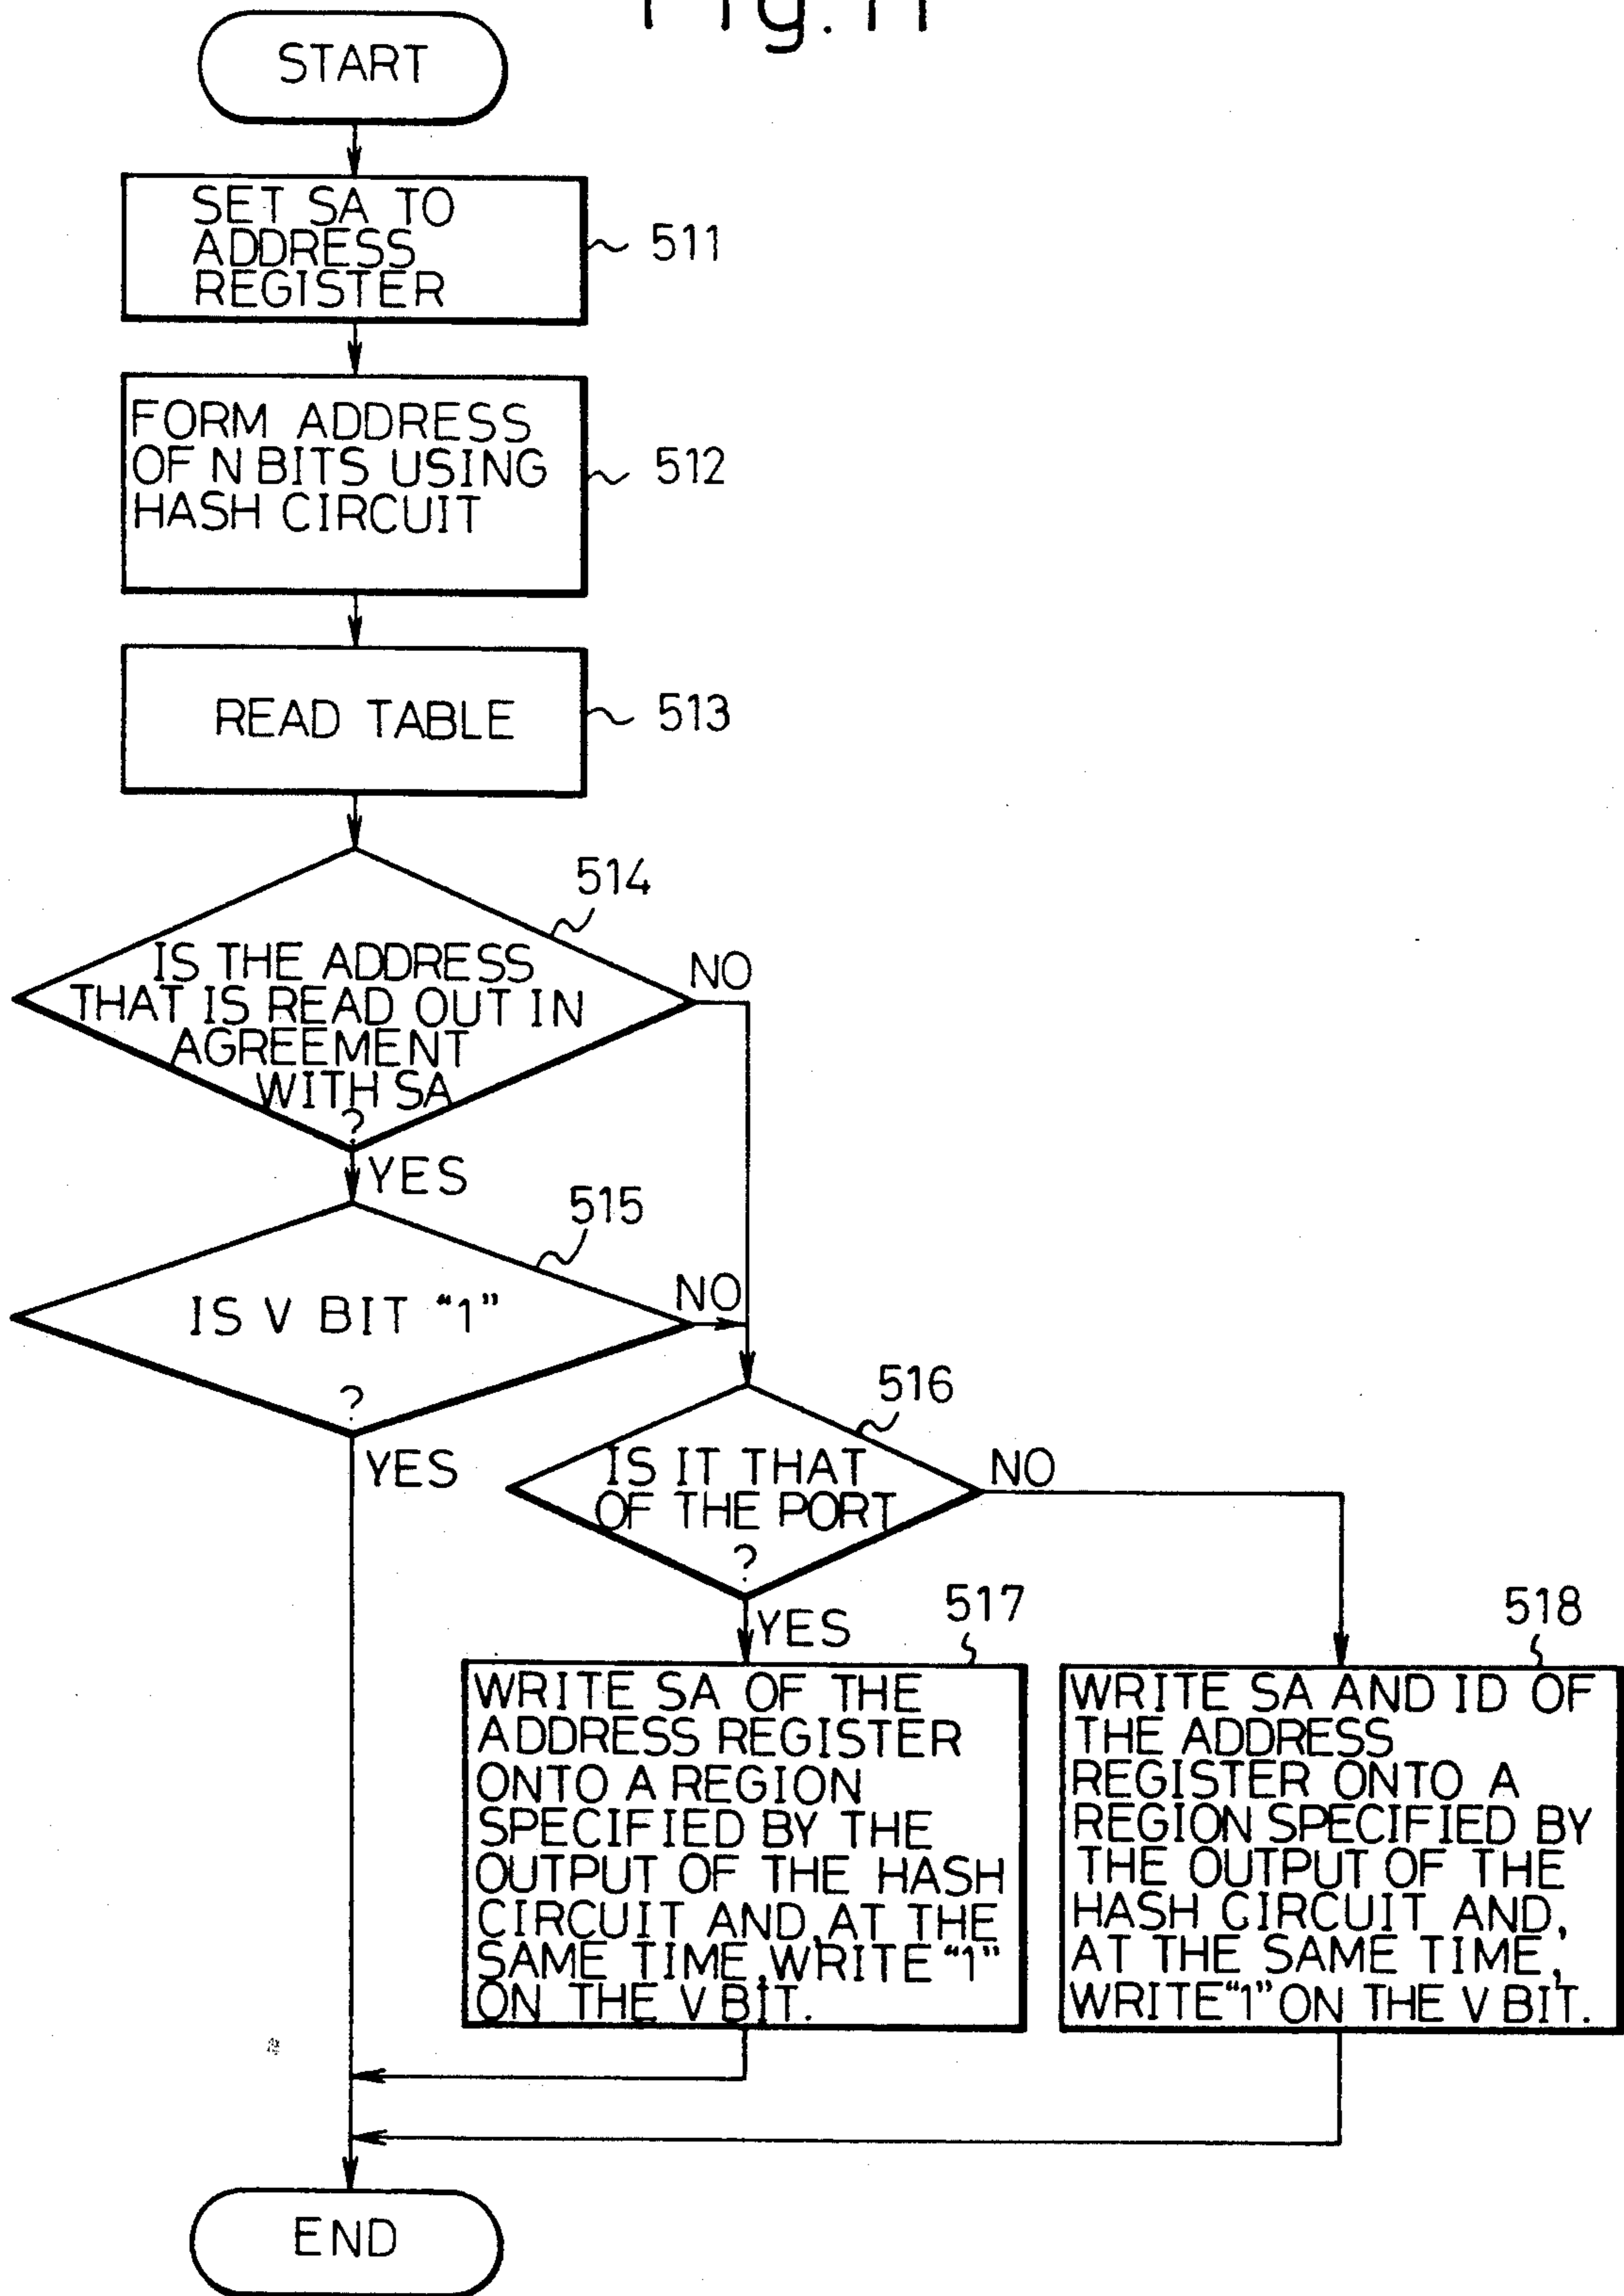 Fig. 11
START
SET SA TO
ADDRESS
REGISTER
511
FORM ADDRESS
OF N BITS USING
HASH CIRCUIT
512
READ TABLE
513
514
IS THE ADDRESS
THAT IS READ OUT IN
AGREEMENT
WITH SA
?
NO
YES
515
IS V BIT "1"
?
NO
YES
516
IS IT THAT
OF THE PORT
?
NO
YES
517
WRITE SA OF THE
ADDRESS REGISTER
ONTO A REGION
SPECIFIED BY THE
OUTPUT OF THE HASH
CIRCUIT AND, AT THE
SAME TIME, WRITE "1"
ON THE V BIT.
518
WRITE SA AND ID OF
THE ADDRESS
REGISTER ONTO A
REGION SPECIFIED BY
THE OUTPUT OF THE
HASH CIRCUIT AND,
AT THE SAME TIME,
WRITE "1" ON THE V BIT.
END